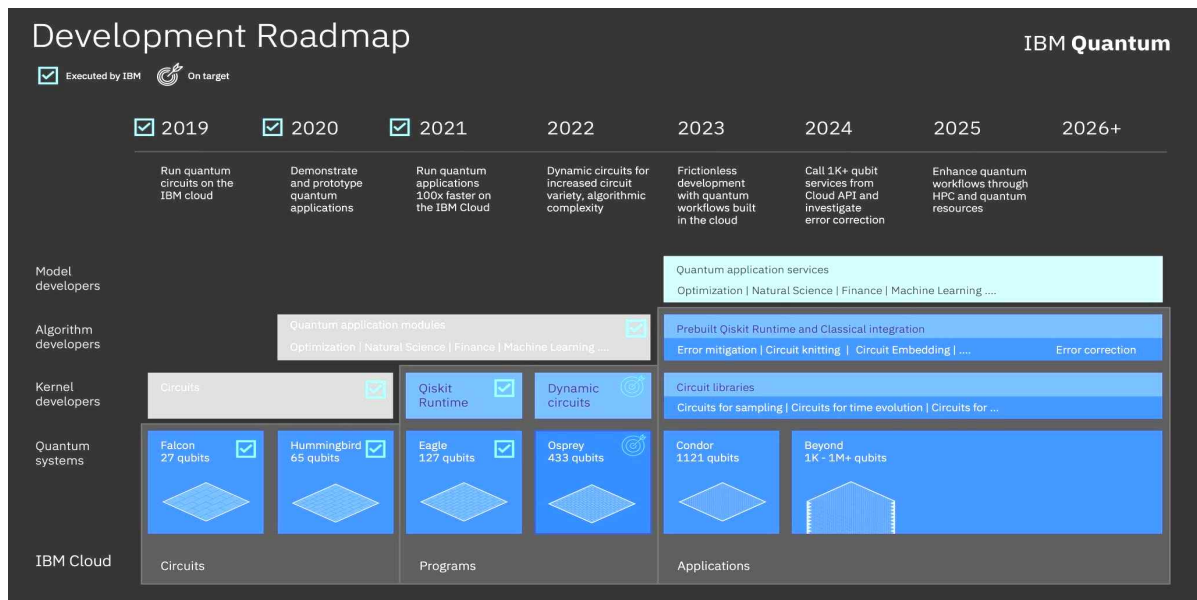 Development Roadmap
IBM Quantum
Executed by IBM
On target
2019
2020
2021
2022
2023
2024
2025
2026+
Run quantum
circuits on the
IBM cloud
Demonstrate
and prototype
quantum
applications
Run quantum
applications
100x faster on
the IBM Cloud
Dynamic circuits for
increased circuit
variety, algorithmic
complexity
Frictionless
development
with quantum
workflows built
in the cloud
Call 1K+ qubit
services from
Cloud API and
investigate
error correction
Enhance quantum
workflows through
HPC and quantum
resources
Model
developers
Quantum application services
Optimization | Natural Science | Finance | Machine Learning ....
Algorithm
developers
Quantum application modules
Optimization | Natural Science | Finance | Machine Learning ....
Prebuilt Qiskit Runtime and Classical integration
Error mitigation | Circuit knitting | Circuit Embedding | .... Error correction
Kernel
developers
Circuits
Qiskit
Runtime
Dynamic
circuits
Circuit libraries
Circuits for sampling | Circuits for time evolution | Circuits for ...
Quantum
systems
Falcon
27 qubits
Hummingbird
65 qubits
Eagle
127 qubits
Osprey
433 qubits
Condor
1121 qubits
Beyond
1K - 1M+ qubits
IBM Cloud
Circuits
Programs
Applications